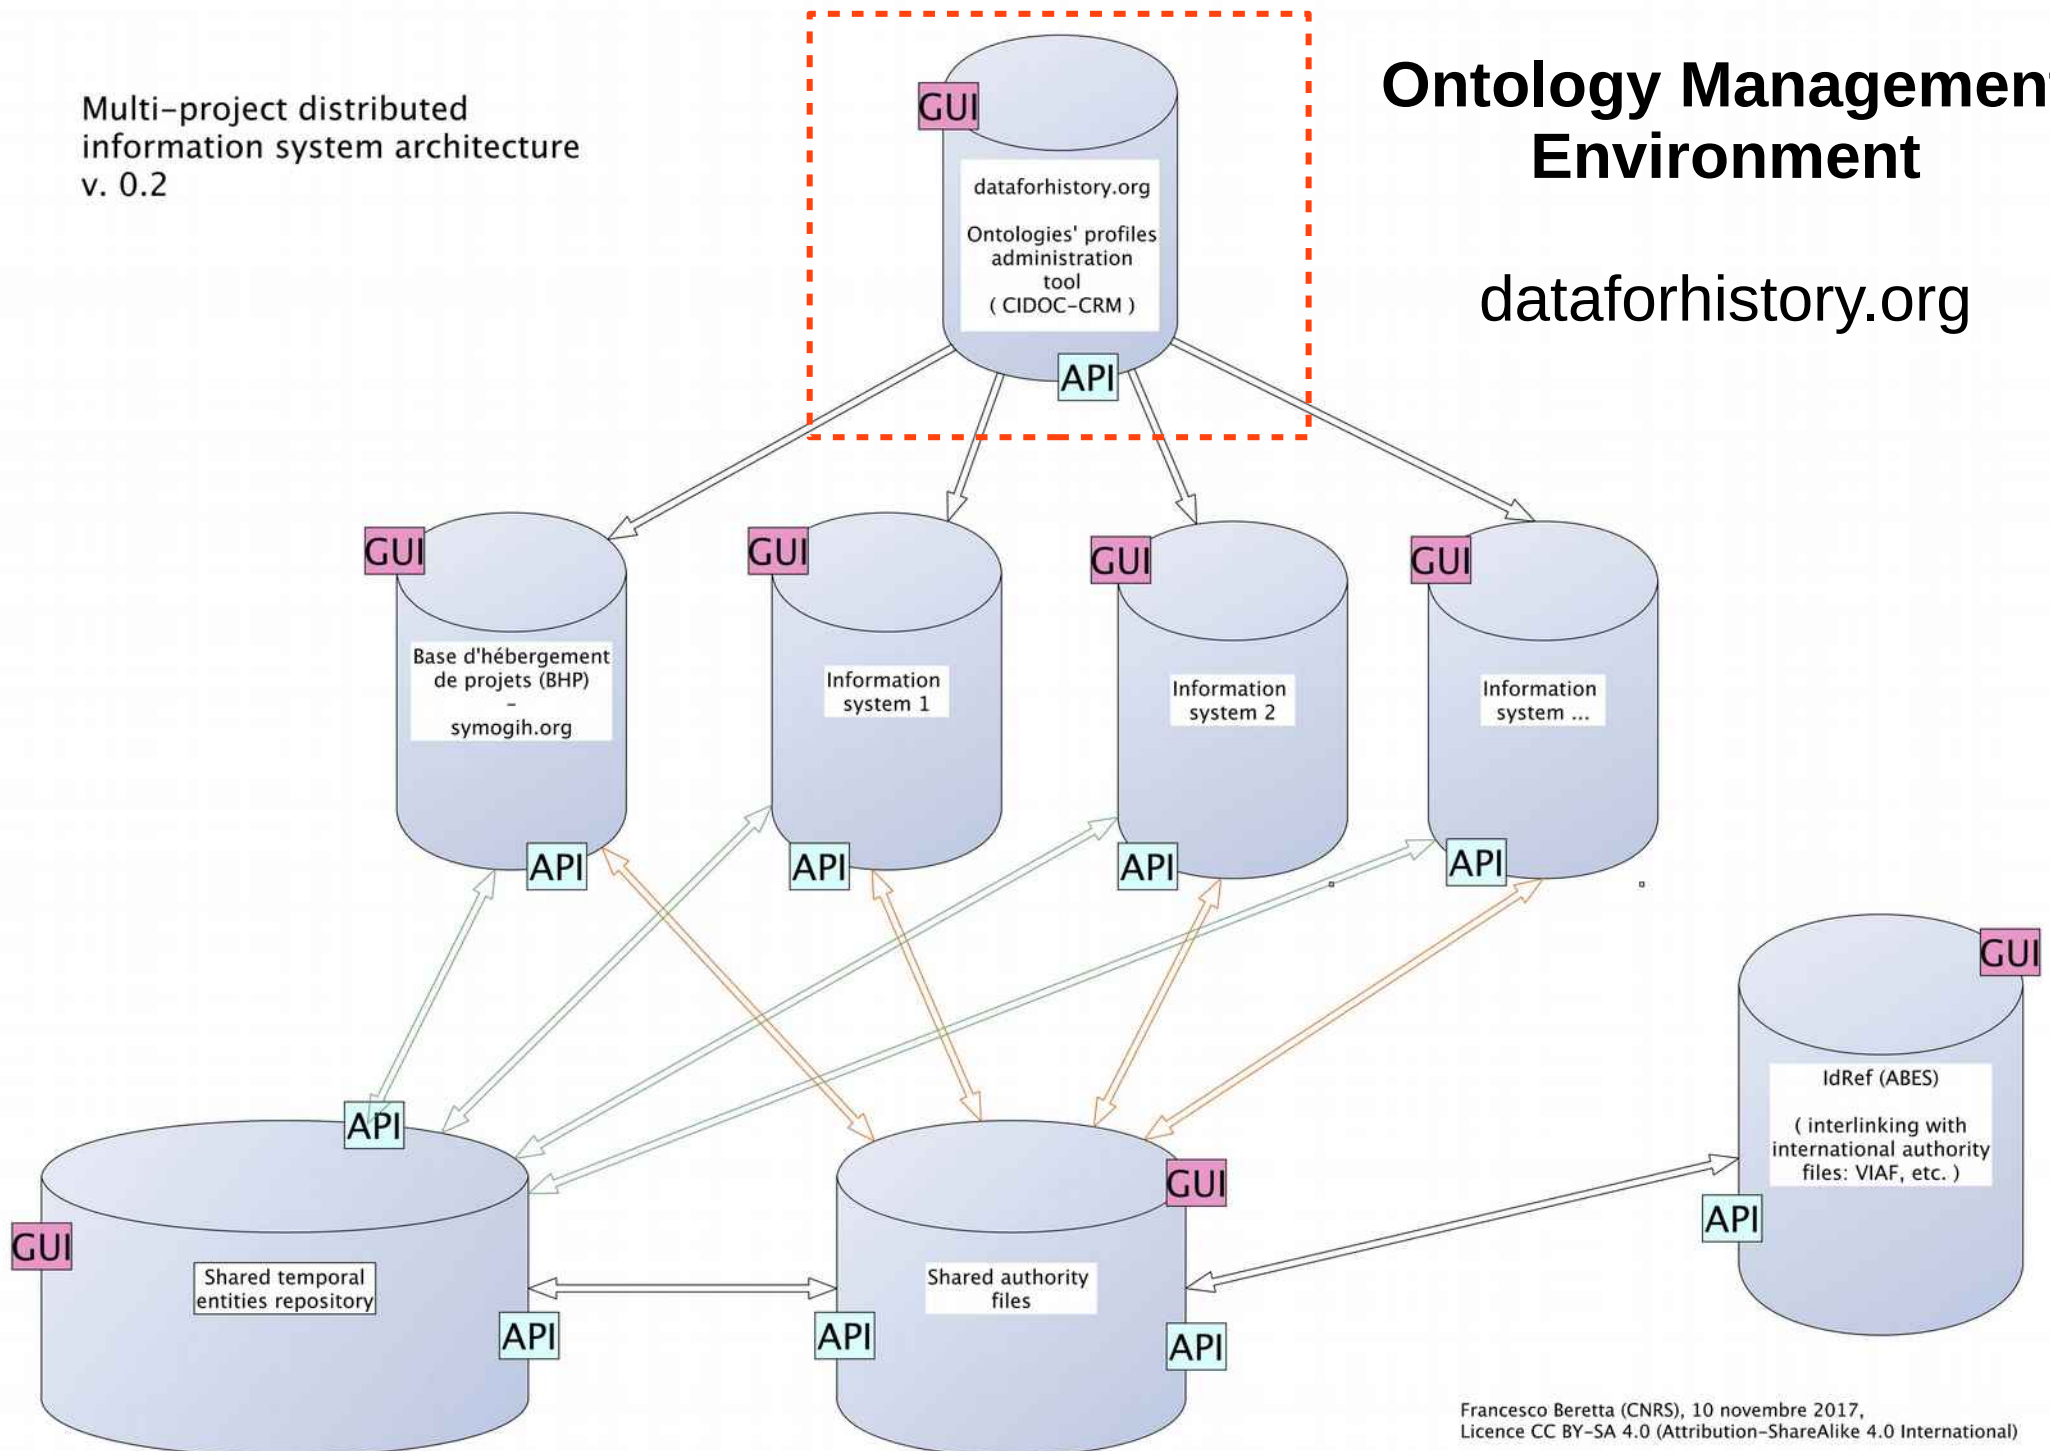 Multi-project distributed
information system architecture
v. 0.2
Ontology Management
Environment
dataforhistory.org
GUI
dataforhistory.org
Ontologies' profiles
administration
tool
( CIDOC-CRM )
API
GUI
Base d'hébergement
de projets (BHP)
-
symogih.org
API
GUI
Information
system 1
API
GUI
Information
system 2
API
GUI
Information
system ...
API
GUI
IdRef (ABES)
( interlinking with
international authority
files: VIAF, etc. )
API
API
GUI
Shared temporal
entities repository
API
GUI
Shared authority
files
API
API
Francesco Beretta (CNRS), 10 novembre 2017,
Licence CC BY-SA 4.0 (Attribution-ShareAlike 4.0 International)